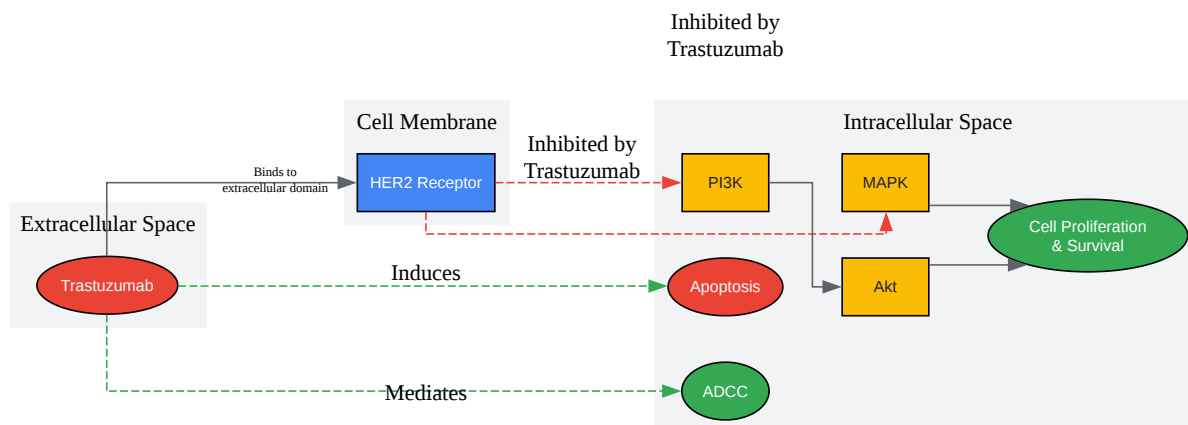 Inhibited by
Trastuzumab
Cell Membrane
Intracellular Space
Inhibited by
Trastuzumab
Binds to
extracellular domain
HER2 Receptor
PI3K
MAPK
Extracellular Space
Cell Proliferation
& Survival
Trastuzumab
Induces
Apoptosis
Akt
Mediates
ADCC